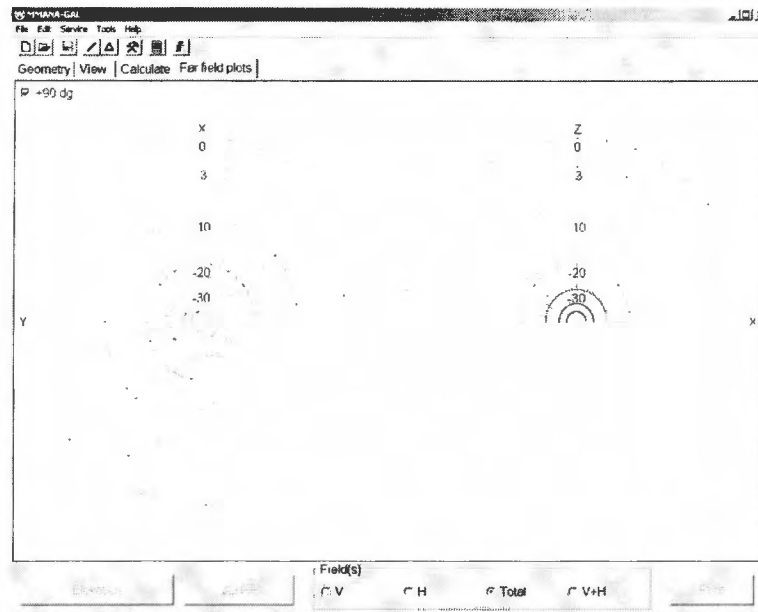 MMANA-GAL
File Edit Service Tools Help
Geometry View Calculate Far field plots
+90 dg
X
0
3
10
-20
-30
Y
Z
0
3
10
-20
-30
X
Field(s)
V H Total V+H